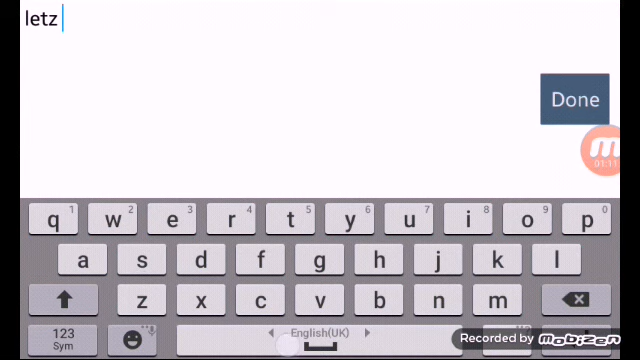 letz
Done
01:11
q 1 w 2 e 3 r 4 t 5 y 6 u 7 i 8 o 9 p 0
a s d f g h j k l
z x c v b n m
123
Sym
English(UK)
Recorded by mobizen